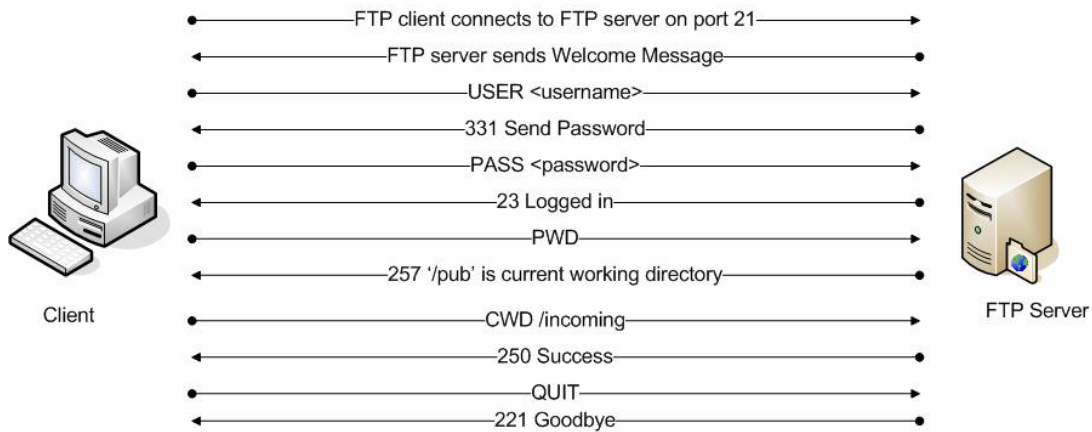 FTP client connects to FTP server on port 21
FTP server sends Welcome Message
USER <username>
331 Send Password
PASS <password>
23 Logged in
PWD
257 ‘/pub’ is current working directory
Client
FTP Server
CWD /incoming
250 Success
QUIT
221 Goodbye